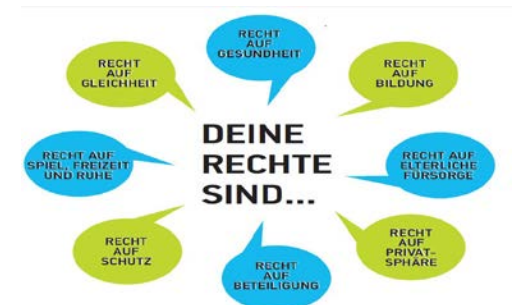 RECHT
AUF
GESUNDHEIT
RECHT
AUF
GLEICHHEIT
RECHT
AUF
BILDUNG
DEINE
RECHTE
SIND...
RECHT AUF
SPIEL, FREIZEIT
UND RUHE
RECHT AUF
ELTERLICHE
FÜRSORGE
RECHT
AUF
SCHUTZ
RECHT
AUF
PRIVAT-
SPHÄRE
RECHT
AUF
BETEILIGUNG